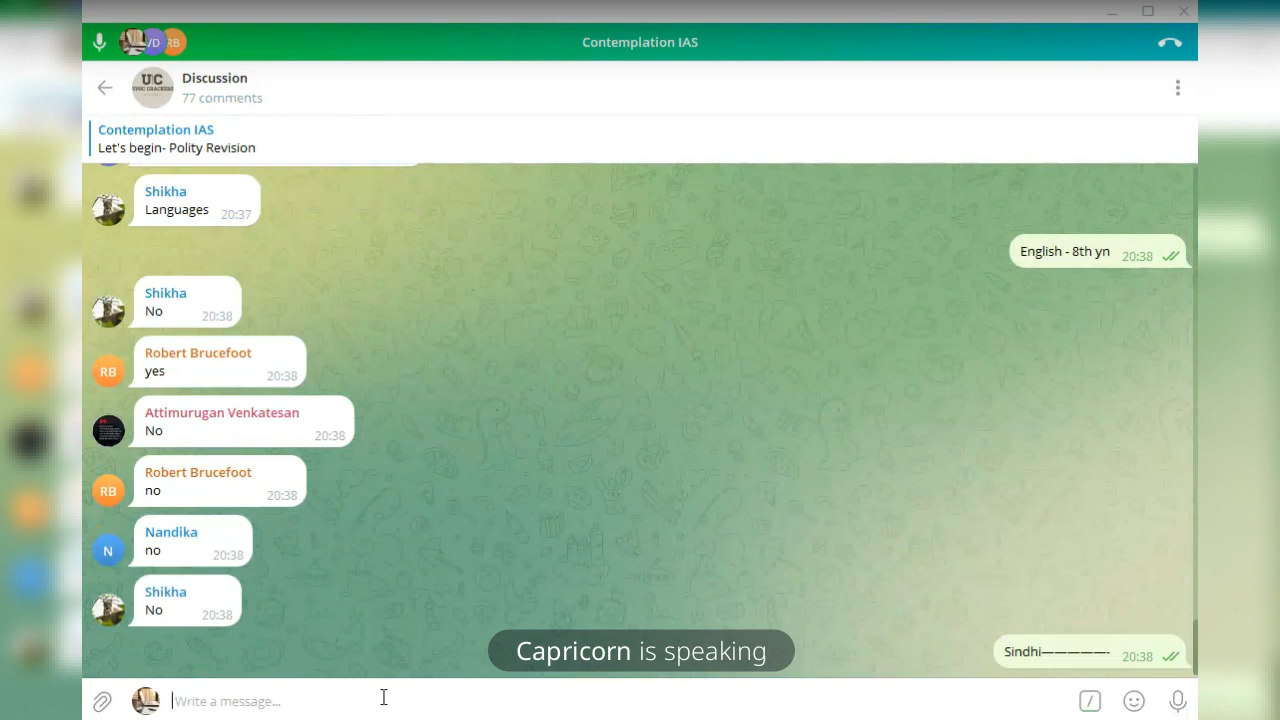 /D
RB
Contemplation IAS
UC
UPSC CRACKERS
Discussion
77 comments
Contemplation IAS
Let's begin- Polity Revision
Shikha
Languages 20:37
English - 8th yn 20:38
Shikha
No 20:38
RB
Robert Brucefoot
yes 20:38
Attimurugan Venkatesan
No 20:38
RB
Robert Brucefoot
no 20:38
N
Nandika
no 20:38
Shikha
No 20:38
Capricorn is speaking
Sindhi—————- 20:38
Write a message...